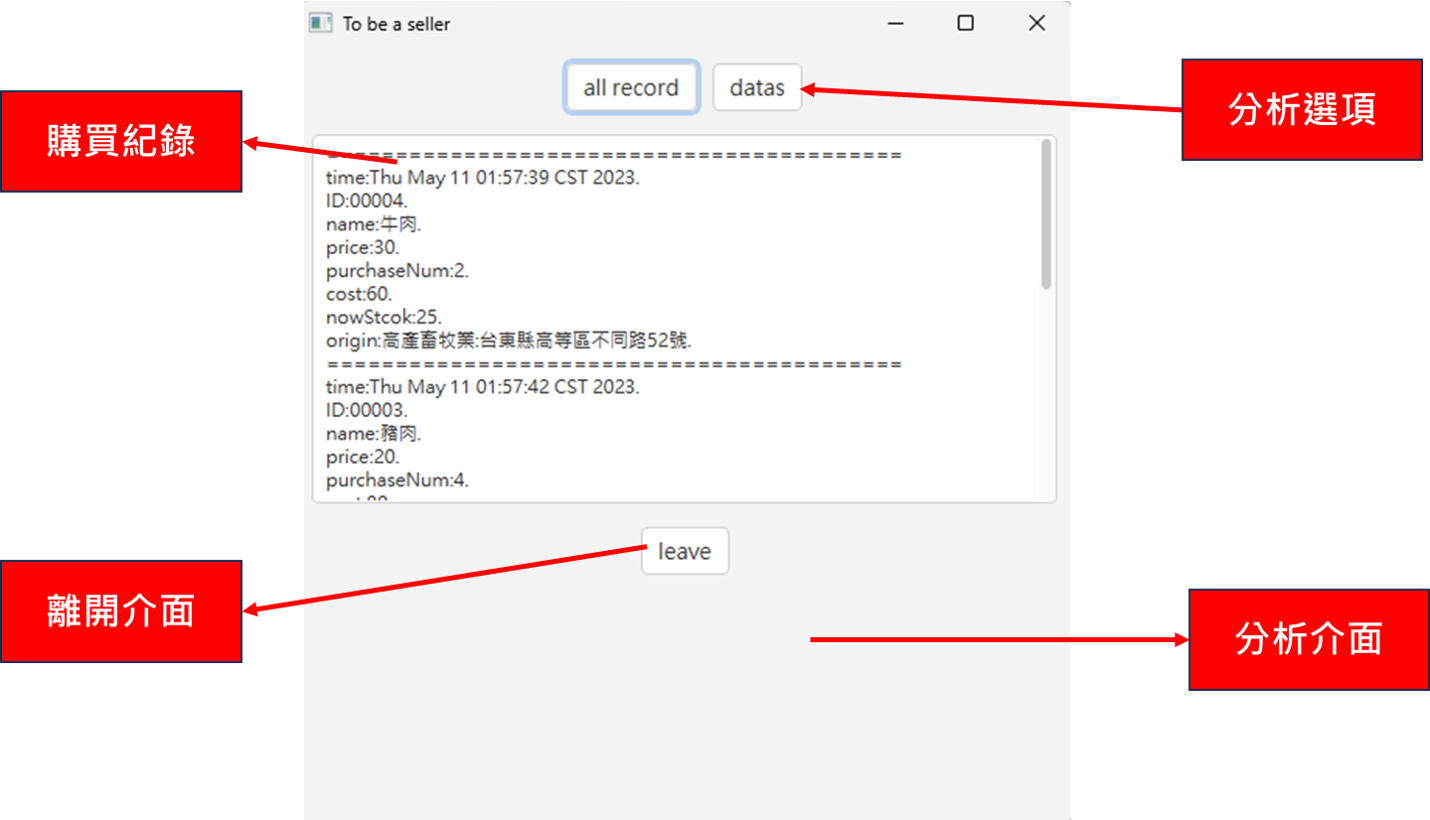 To be a seller
all record
datas
分析選項
購買紀錄
==========================================
time:Thu May 11 01:57:39 CST 2023.
ID:00004.
name:牛肉.
price:30.
purchaseNum:2.
cost:60.
nowStcok:25.
origin:高產畜牧業:台東縣高等區不同路52號.
==========================================
time:Thu May 11 01:57:42 CST 2023.
ID:00003.
name:豬肉.
price:20.
purchaseNum:4.
leave
離開介面
分析介面